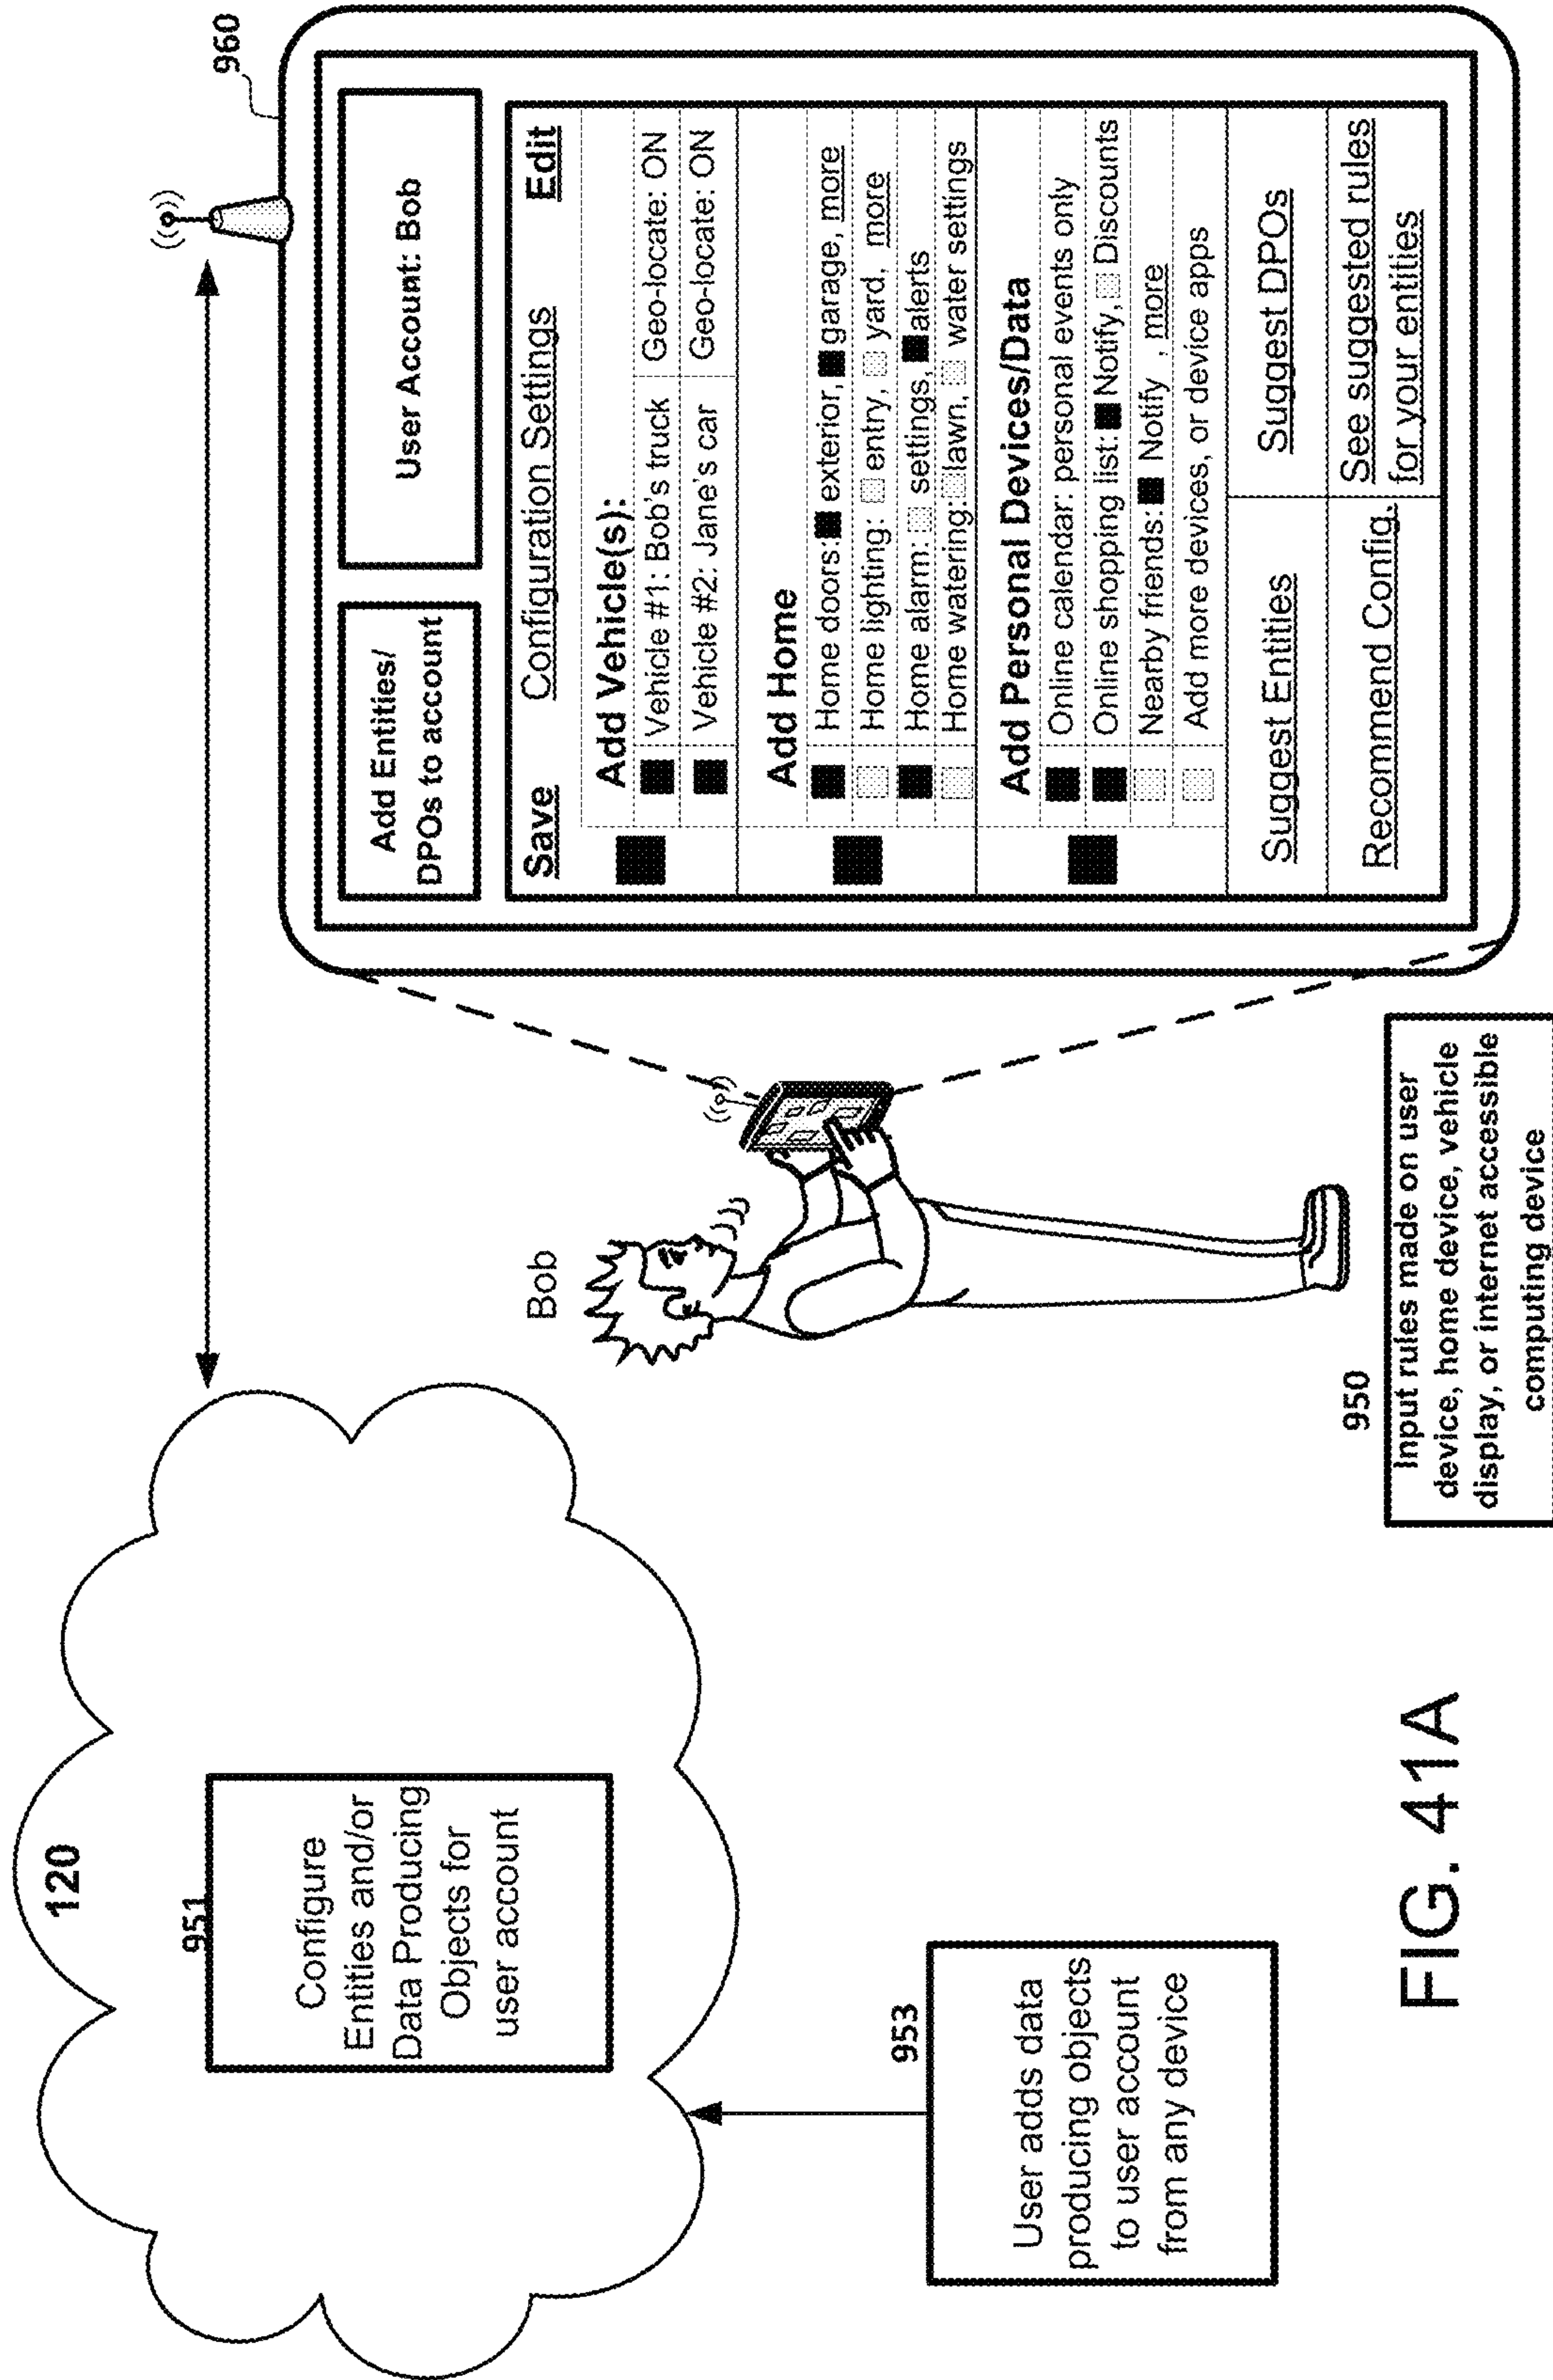 120
951
Configure
Entities and/or
Data Producing
Objects for
user account
953
User adds data
producing objects
to user account
from any device
Bob
950
Input rules made on user
device, home device, vehicle
display, or internet accessible
computing device
960
Add Entities/
DPOs to account
User Account: Bob
Save Configuration Settings Edit
Add Vehicle(s):
Vehicle #1: Bob's truck Geo-locate: ON
Vehicle #2: Jane's car Geo-locate: ON
Add Home
Home doors: exterior, garage, more
Home lighting: entry, yard, more
Home alarm: settings, alerts
Home watering: lawn, water settings
Add Personal Devices/Data
Online calendar: personal events only
Online shopping list: Notify, Discounts
Nearby friends: Notify , more
Add more devices, or device apps
Suggest Entities Suggest DPOs
Recommend Config. See suggested rules
for your entities
FIG. 41A